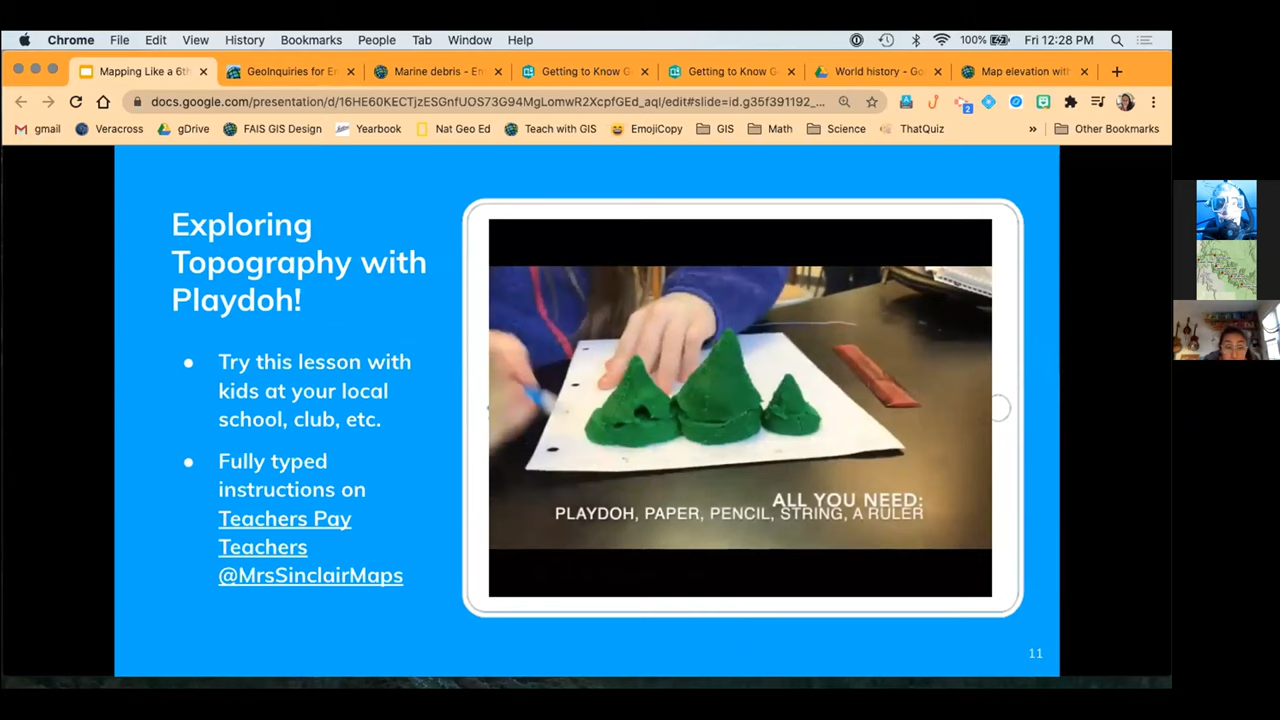 Chrome File Edit View History Bookmarks People Tab Window Help 100% Fri 12:28 PM
Mapping Like a 6th GeoInquiries for E Marine debris - E Getting to Know G Getting to Know G World history - Go Map elevation with
docs.google.com/presentation/d/16HE60KECTjzESGnfUOS73G94MgLomwR2XcpfGEd_aqI/edit#slide=id.g35f391192_... 2
gmail Veracross gDrive FAIS GIS Design Yearbook Nat Geo Ed Teach with GIS EmojiCopy GIS Math Science ThatQuiz » Other Bookmarks
Exploring
Topography with
Playdoh!
● Try this lesson with
kids at your local
school, club, etc.
● Fully typed
instructions on
Teachers Pay
Teachers
@MrsSinclairMaps
ALL YOU NEED:
PLAYDOH, PAPER, PENCIL, STRING, A RULER
11